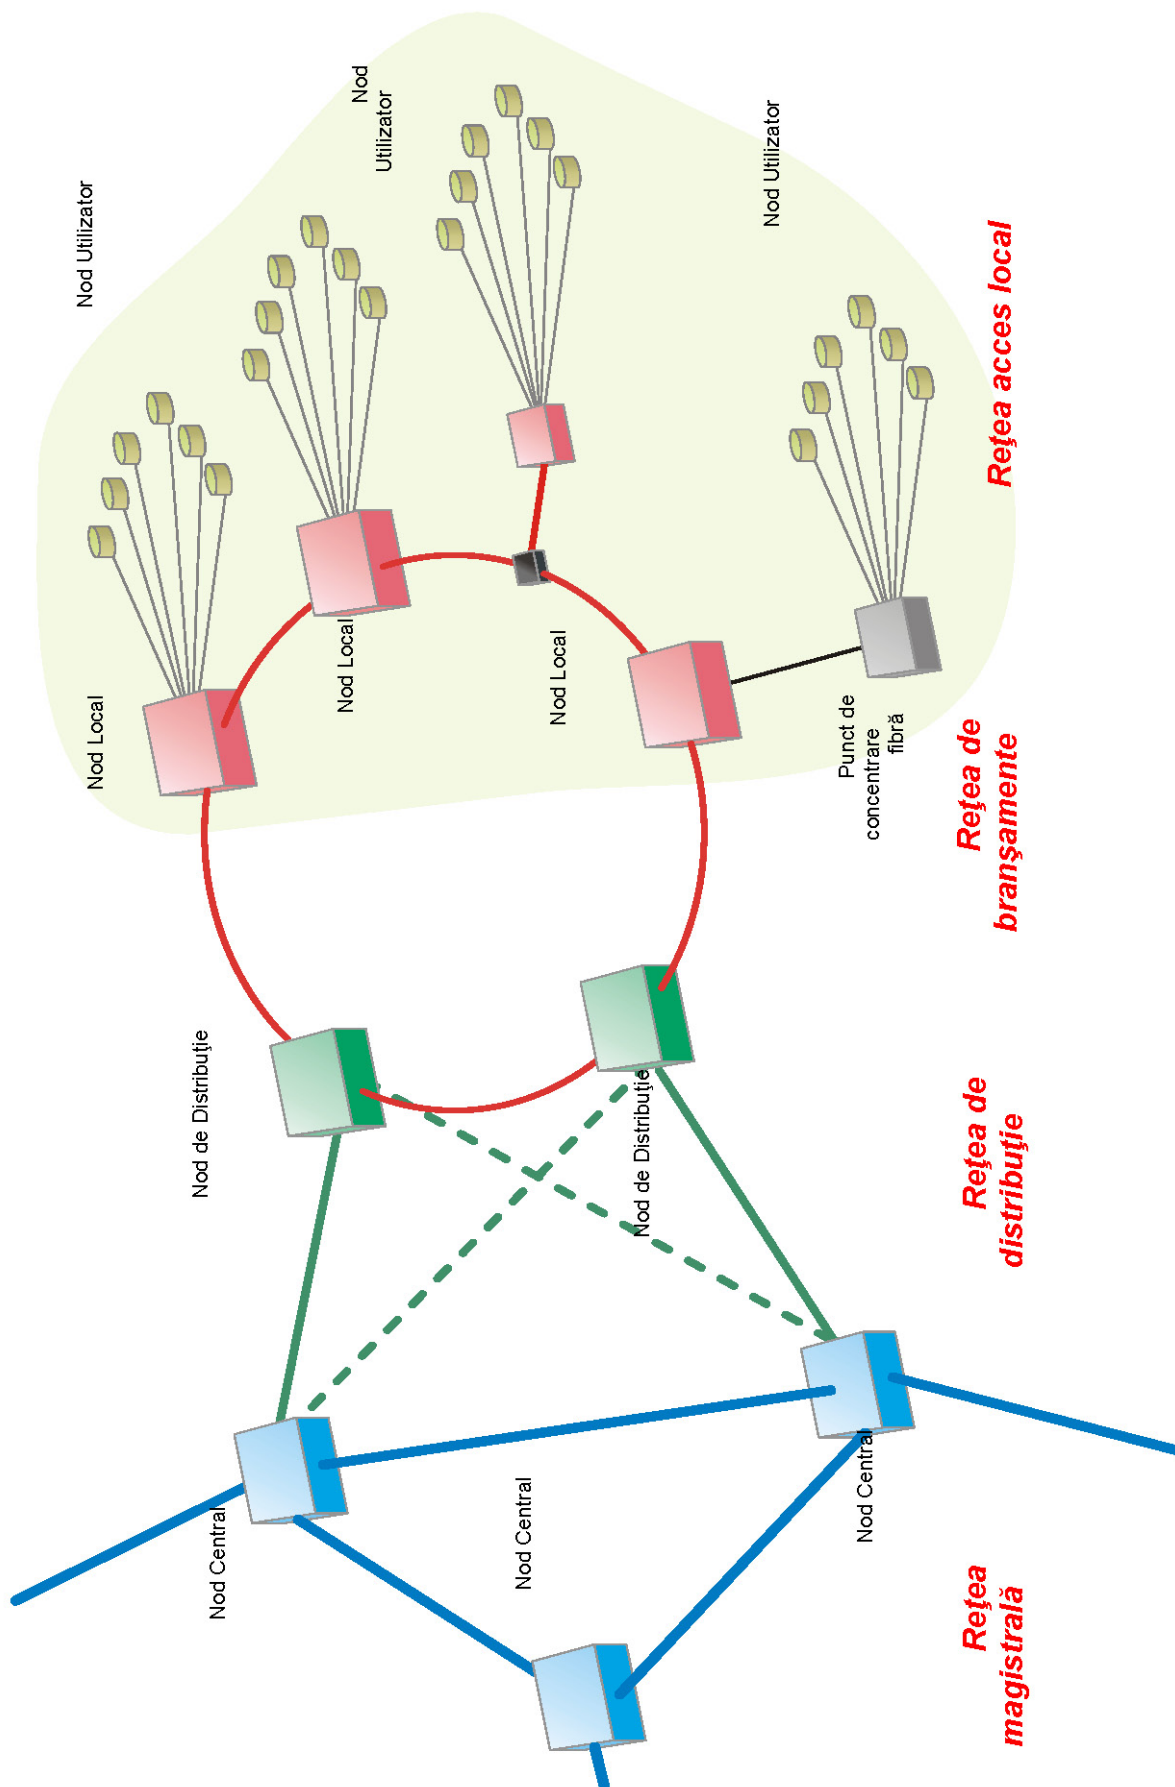 Nod Utilizator
Nod Local
Nod de Distribuţie
Nod Central
Nod Local
Nod
Utilizator
Nod Central
Nod Local
Nod de Distribuţie
Nod Utilizator
Punct de
concentrare
fibră
Nod Central
Reţea
magistrală
Reţea de
distribuţie
Reţea de
branşamente
Reţea acces local